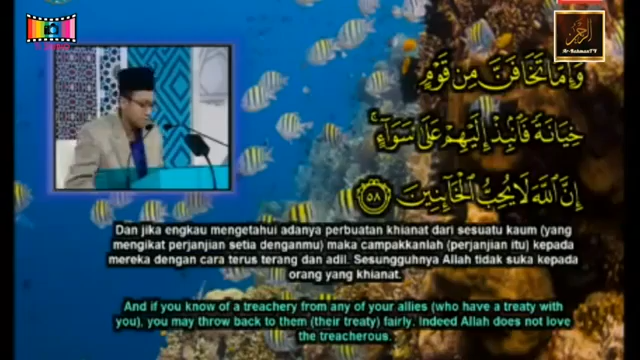 Ar-RahmanTV
وَإِمَّا تَخَافَنَّ مِن قَوْمٍ
خِيَانَةً فَانۢبِذْ إِلَيْهِمْ عَلَىٰ سَوَآءٍ ۚ
إِنَّ ٱللَّهَ لَا يُحِبُّ ٱلْخَآئِنِينَ ٥٨
Dan jika engkau mengetahui adanya perbuatan khianat dari sesuatu kaum (yang
mengikat perjanjian setia denganmu) maka campakkanlah (perjanjian itu) kepada
mereka dengan cara terus terang dan adil. Sesungguhnya Allah tidak suka kepada
orang yang khianat.
And if you know of a treachery from any of your allies (who have a treaty with
you), you may throw back to them (their treaty) fairly. Indeed Allah does not love
the treacherous.